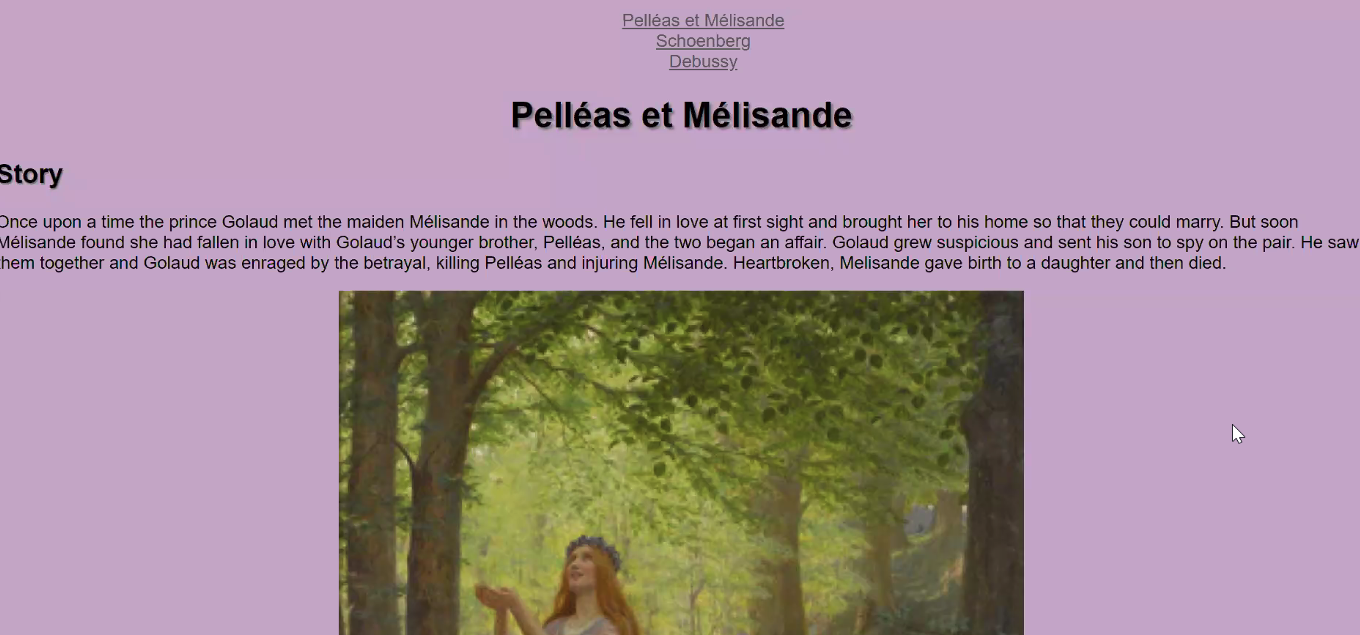 Pelléas et Mélisande
Schoenberg
Debussy
Pelléas et Mélisande
Story
Once upon a time the prince Golaud met the maiden Mélisande in the woods. He fell in love at first sight and brought her to his home so that they could marry. But soon
Mélisande found she had fallen in love with Golaud’s younger brother, Pelléas, and the two began an affair. Golaud grew suspicious and sent his son to spy on the pair. He saw
them together and Golaud was enraged by the betrayal, killing Pelléas and injuring Mélisande. Heartbroken, Melisande gave birth to a daughter and then died.